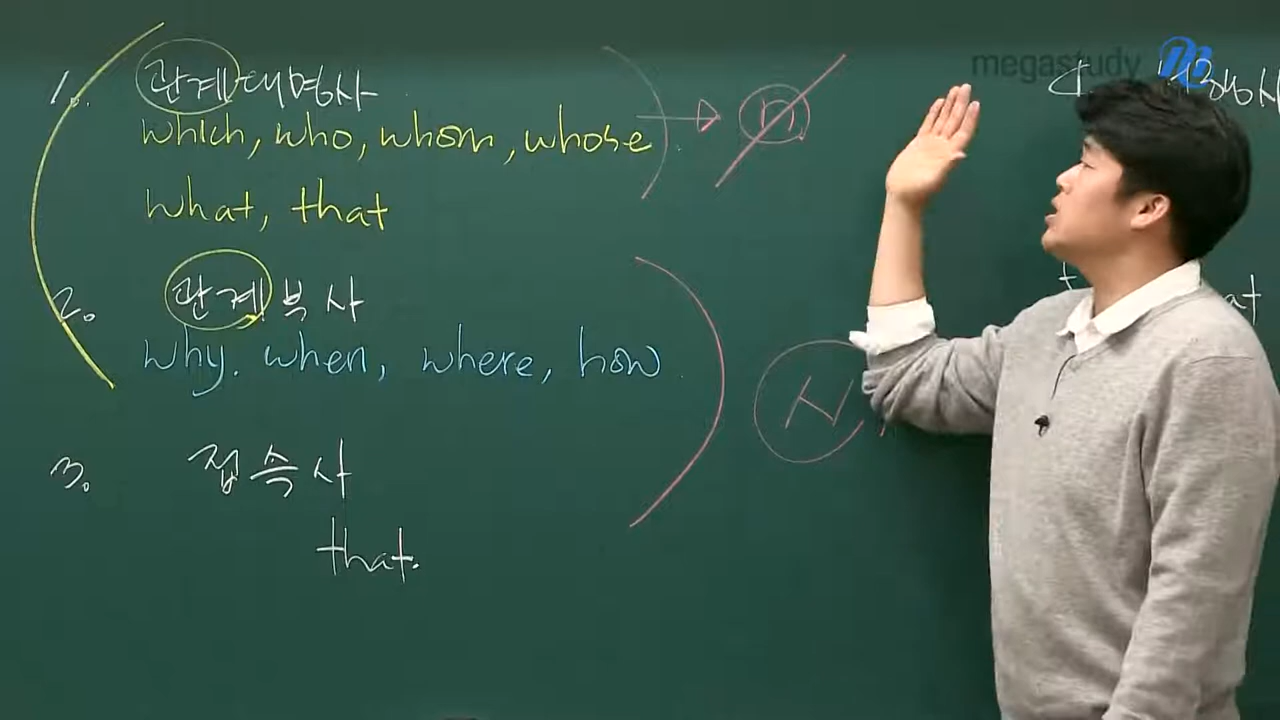 1. 관계대명사
which, who, whom, whose
what, that
n
2. 관계부사
why. when, where, how
3. 접속사
that.
megastudy